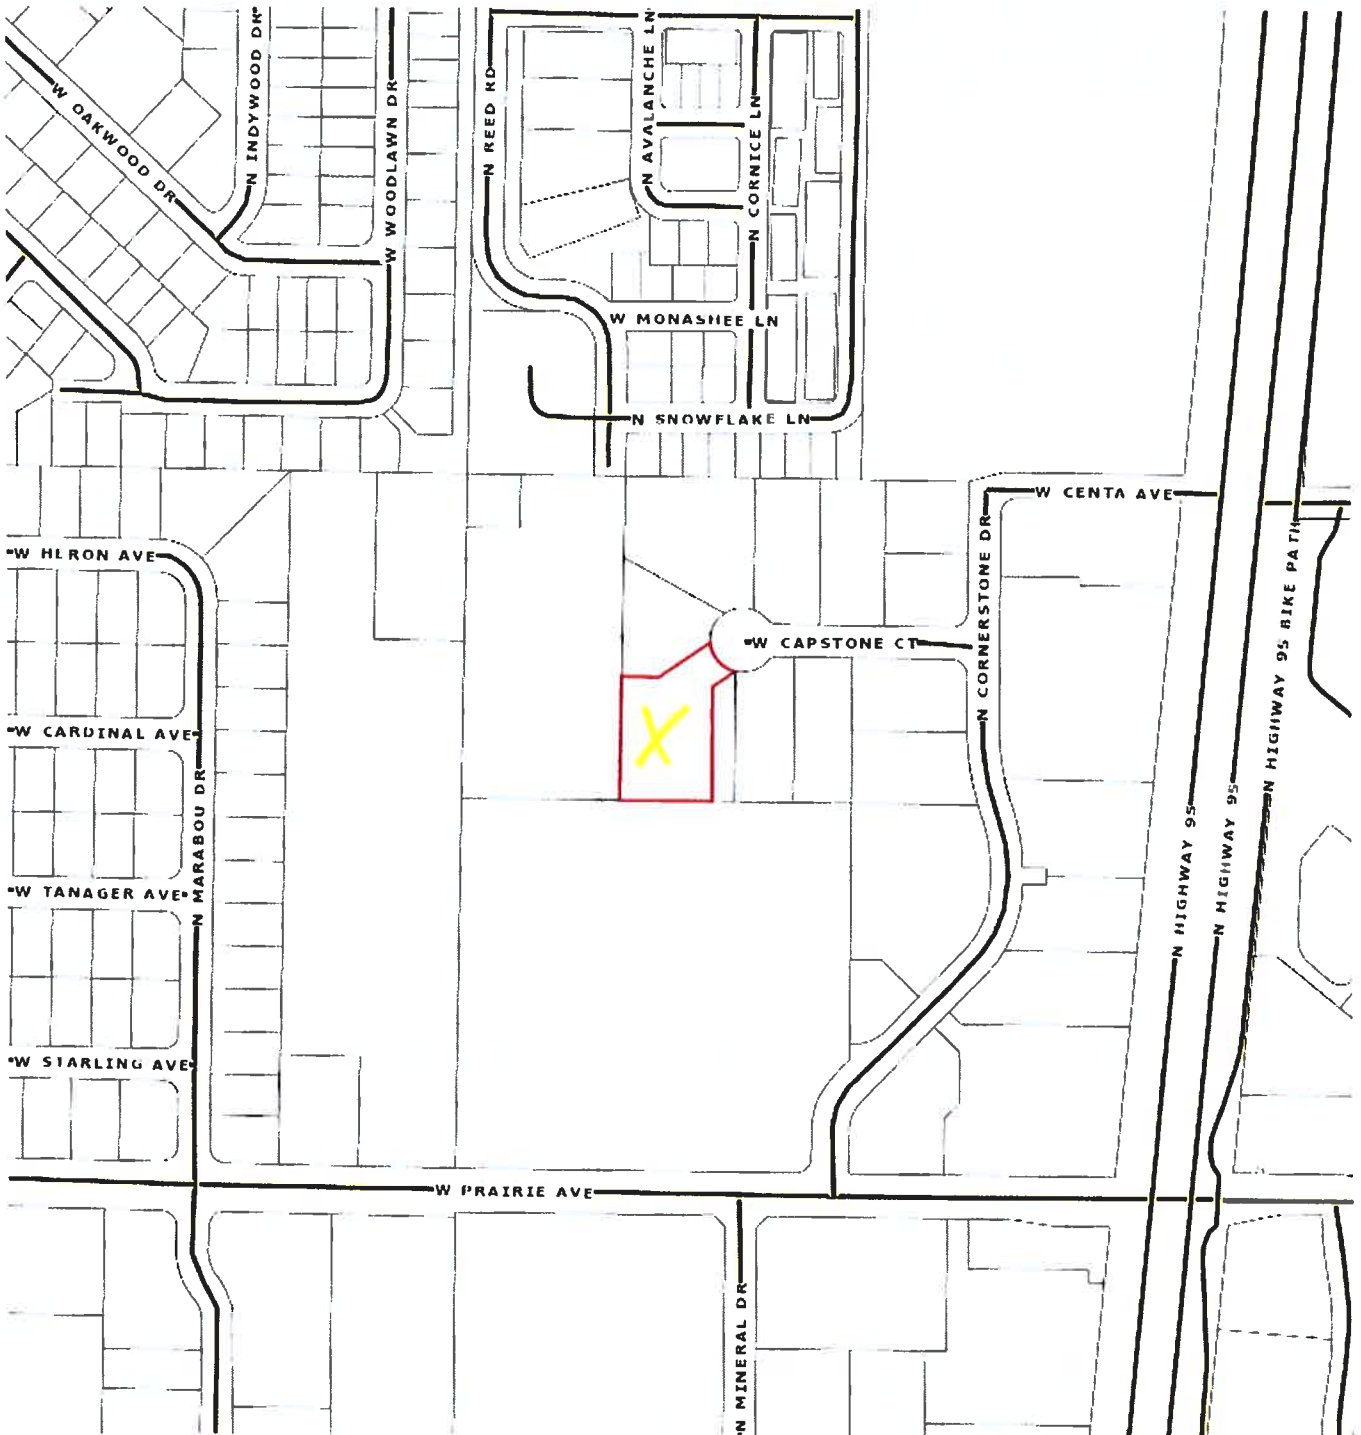 W OAKWOOD DR
N INDYWOOD DR
W WOODLAWN DR
N REED RD
N AVALANCHE LN
N CORNICE LN
W MONASHEE LN
N SNOWFLAKE LN
W CENTA AVE
W HERON AVE
N CORNERSTONE DR
N HIGHWAY 95 BIKE PATH
W CAPSTONE CT
X
W CARDINAL AVE
N MARABOU DR
N HIGHWAY 95
N HIGHWAY 95
W TANAGER AVE
W STARLING AVE
W PRAIRIE AVE
N MINERAL DR